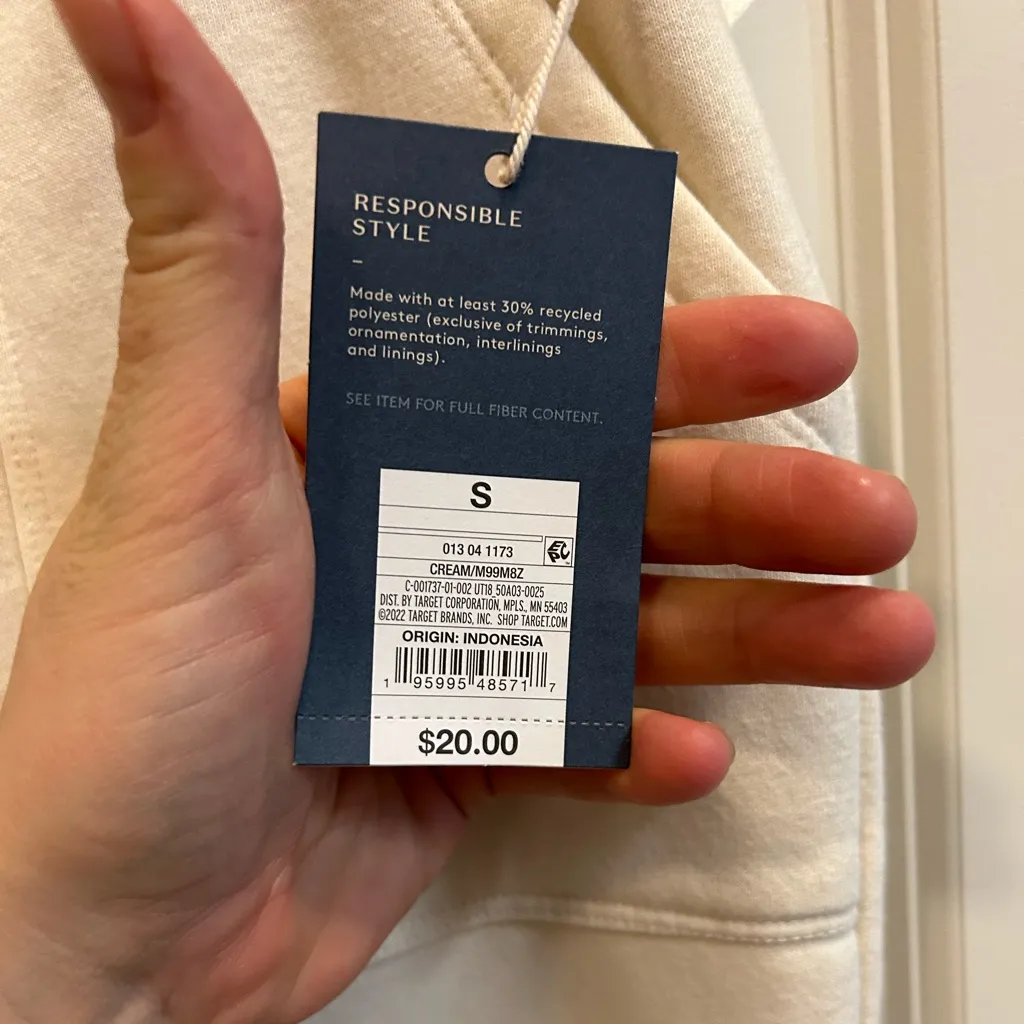 RESPONSIBLE
STYLE
–
Made with at least 30% recycled
polyester (exclusive of trimmings,
ornamentation, interlinings
and linings).
SEE ITEM FOR FULL FIBER CONTENT.
S
013 04 1173
EPC
CREAM/M99M8Z
C-001737-01-002 UT18_50A03-0025
DIST. BY TARGET CORPORATION, MPLS., MN 55403
©2022 TARGET BRANDS, INC. SHOP TARGET.COM
ORIGIN: INDONESIA
1 95995 48571 7
$20.00